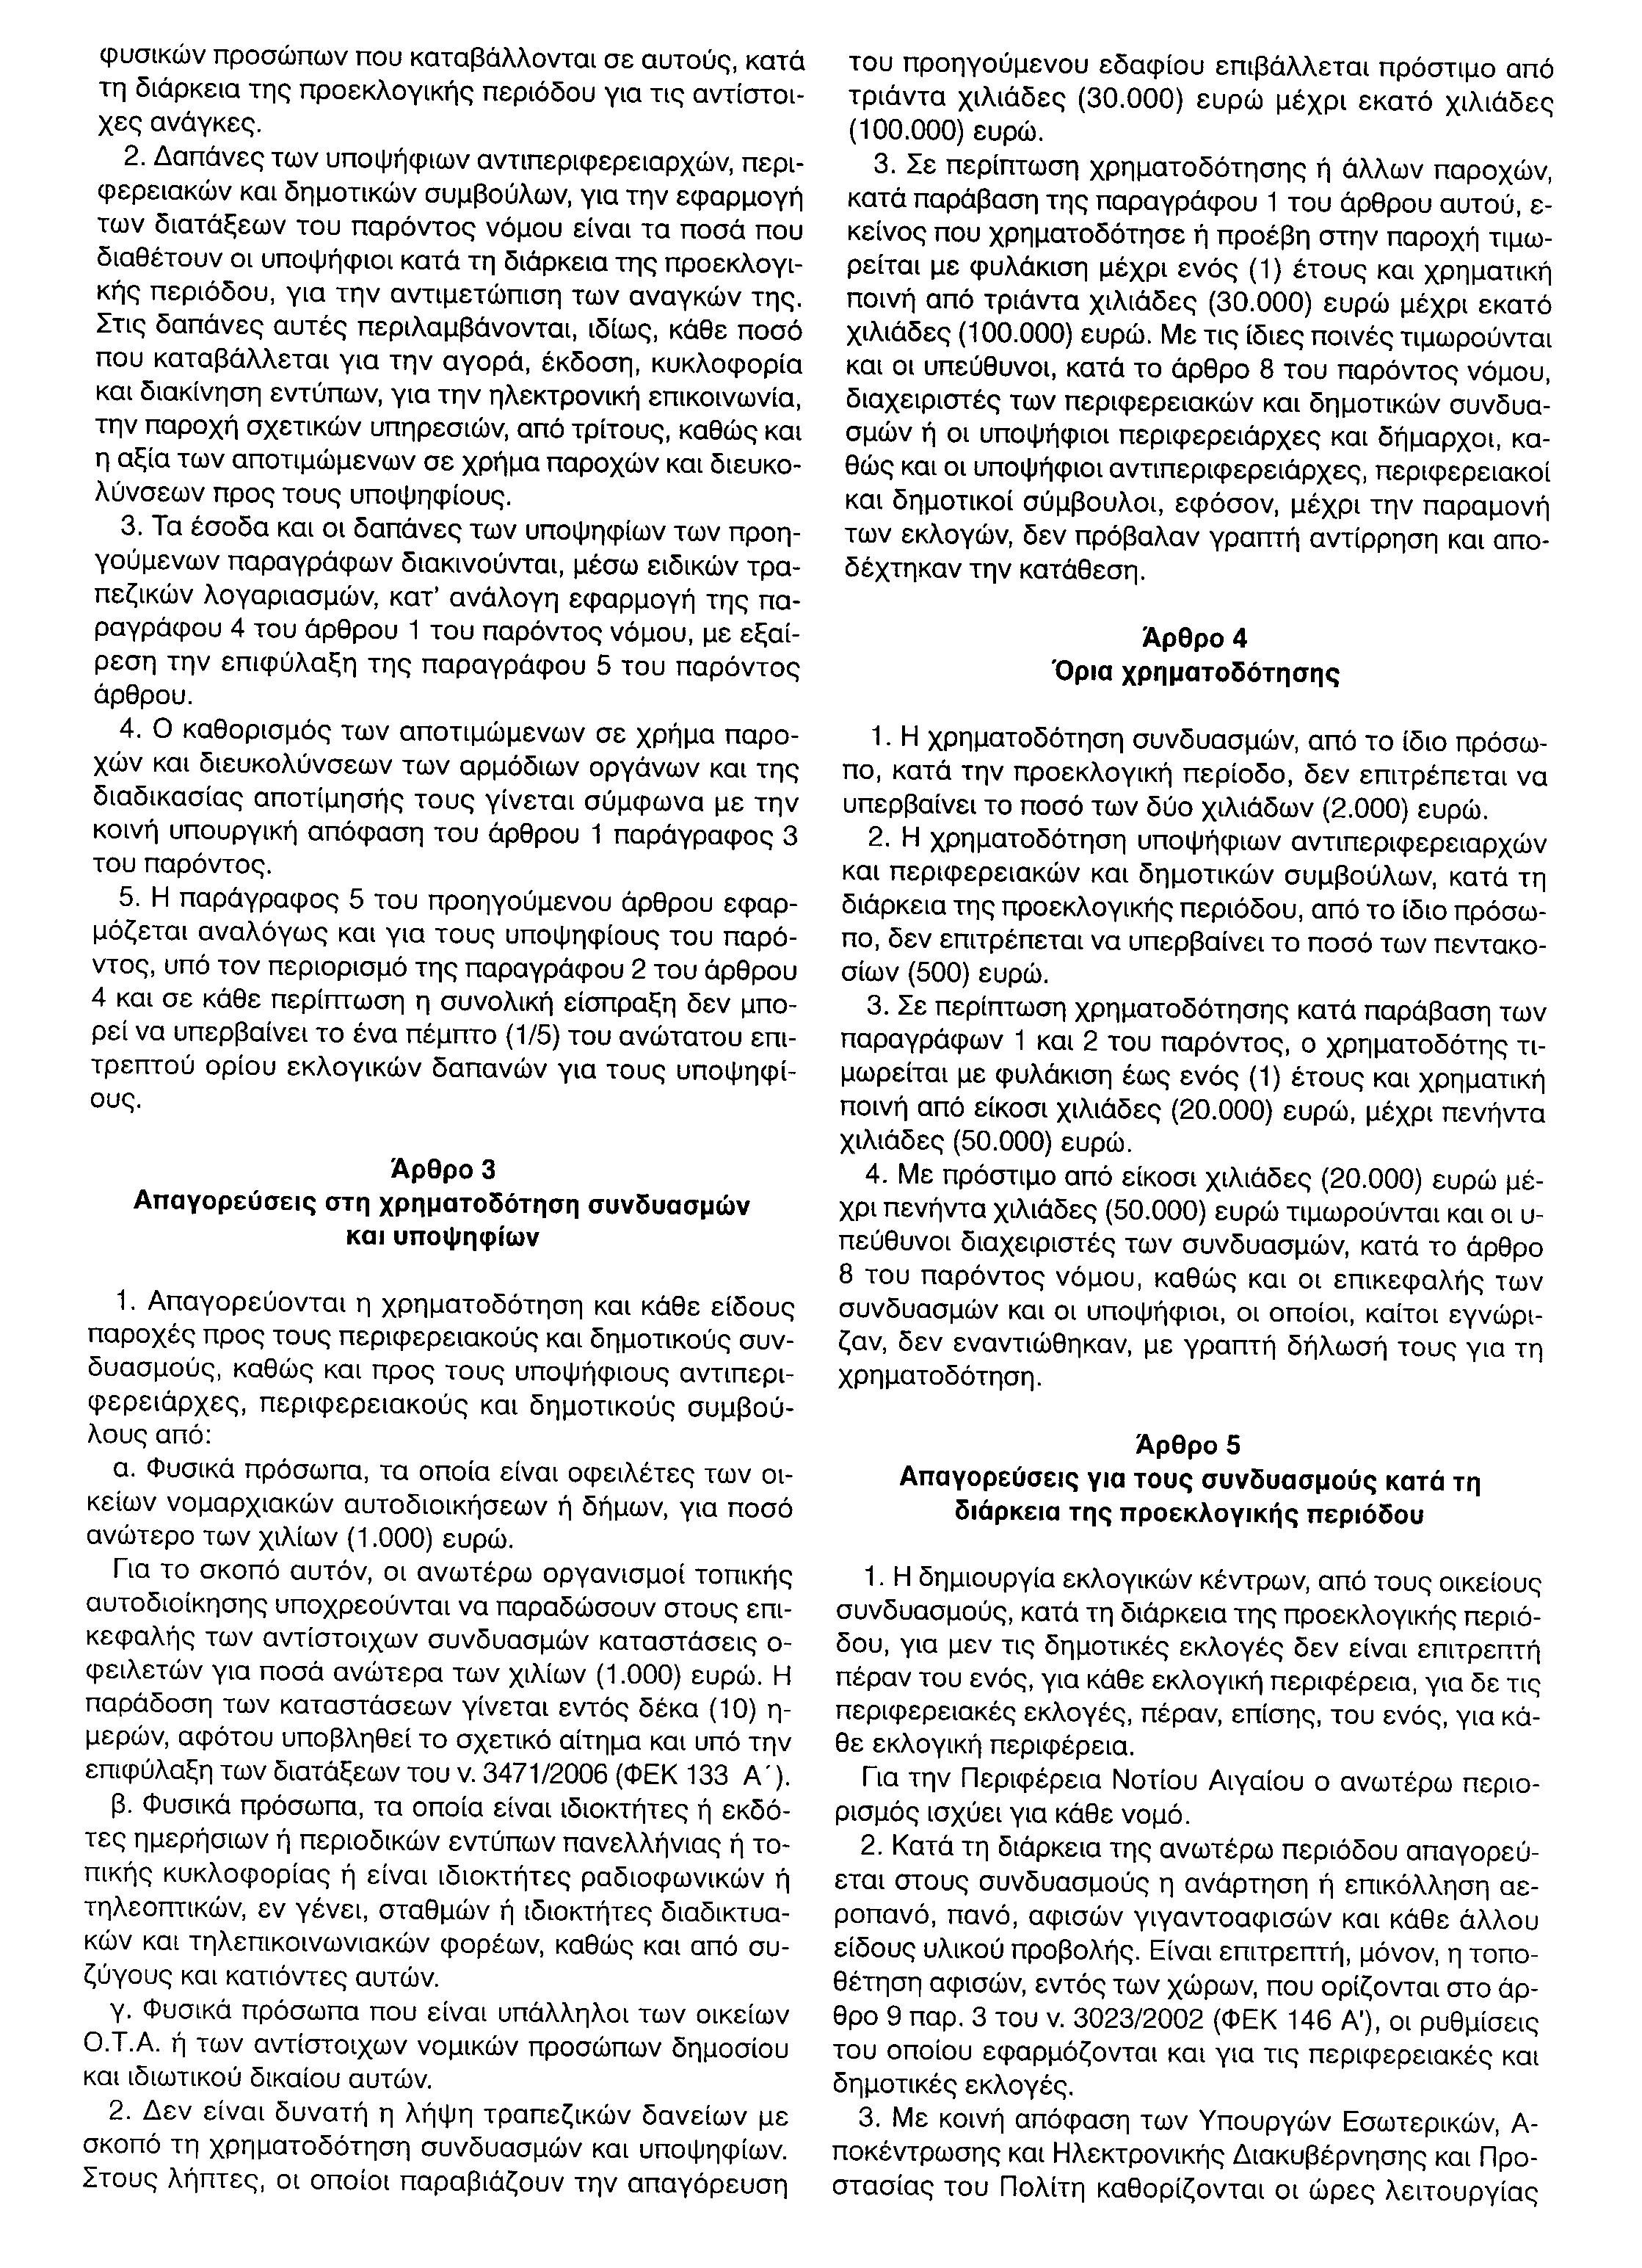 φυσικών προσώπων που καταβάλλονται σε αυτούς, κατά
τη διάρκεια της προεκλογικής περιόδου για τις αντίστοι-
χες ανάγκες.
2. Δαπάνες των υποψήφιων αντιπεριφερειαρχών, περι-
φερειακών και δημοτικών συμβούλων, για την εφαρμογή
των διατάξεων του παρόντος νόμου είναι τα ποσά που
διαθέτουν οι υποψήφιοι κατά τη διάρκεια της προεκλογι-
κής περιόδου, για την αντιμετώπιση των αναγκών της.
Στις δαπάνες αυτές περιλαμβάνονται, ιδίως, κάθε ποσό
που καταβάλλεται για την αγορά, έκδοση, κυκλοφορία
και διακίνηση εντύπων, για την ηλεκτρονική επικοινωνία,
την παροχή σχετικών υπηρεσιών, από τρίτους, καθώς και
η αξία των αποτιμώμενων σε χρήμα παροχών και διευκο-
λύνσεων προς τους υποψηφίους.
3. Τα έσοδα και οι δαπάνες των υποψηφίων των προη-
γούμενων παραγράφων διακινούνται, μέσω ειδικών τρα-
πεζικών λογαριασμών, κατ' ανάλογη εφαρμογή της πα-
ραγράφου 4 του άρθρου 1 του παρόντος νόμου, με εξαί-
ρεση την επιφύλαξη της παραγράφου 5 του παρόντος
άρθρου.
4. Ο καθορισμός των αποτιμώμενων σε χρήμα παρο-
χών και διευκολύνσεων των αρμόδιων οργάνων και της
διαδικασίας αποτίμησής τους γίνεται σύμφωνα με την
κοινή υπουργική απόφαση του άρθρου 1 παράγραφος 3
του παρόντος.
5. Η παράγραφος 5 του προηγούμενου άρθρου εφαρ-
μόζεται αναλόγως και για τους υποψηφίους του παρό-
ντος, υπό τον περιορισμό της παραγράφου 2 του άρθρου
4 και σε κάθε περίπτωση η συνολική είσπραξη δεν μπο-
ρεί να υπερβαίνει το ένα πέμπτο (1/5) του ανώτατου επι-
τρεπτού ορίου εκλογικών δαπανών για τους υποψηφί-
ους.
Άρθρο 3
Απαγορεύσεις στη χρηματοδότηση συνδυασμών
και υποψηφίων
1. Απαγορεύονται η χρηματοδότηση και κάθε είδους
παροχές προς τους περιφερειακούς και δημοτικούς συν-
δυασμούς, καθώς και προς τους υποψήφιους αντιπερι-
φερειάρχες, περιφερειακούς και δημοτικούς συμβού-
λους από:
α. Φυσικά πρόσωπα, τα οποία είναι οφειλέτες των οι-
κείων νομαρχιακών αυτοδιοικήσεων ή δήμων, για ποσό
ανώτερο των χιλίων (1.000) ευρώ.
Για το σκοπό αυτόν, οι ανωτέρω οργανισμοί τοπικής
αυτοδιοίκησης υποχρεούνται να παραδώσουν στους επι-
κεφαλής των αντίστοιχων συνδυασμών καταστάσεις ο-
φειλετών για ποσά ανώτερα των χιλίων (1.000) ευρώ. Η
παράδοση των καταστάσεων γίνεται εντός δέκα (10) η-
μερών, αφότου υποβληθεί το σχετικό αίτημα και υπό την
επιφύλαξη των διατάξεων του ν. 3471/2006 (ΦΕΚ 133 Α΄).
β. Φυσικά πρόσωπα, τα οποία είναι ιδιοκτήτες ή εκδό-
τες ημερήσιων ή περιοδικών εντύπων πανελλήνιας ή το-
πικής κυκλοφορίας ή είναι ιδιοκτήτες ραδιοφωνικών ή
τηλεοπτικών, εν γένει, σταθμών ή ιδιοκτήτες διαδικτυα-
κών και τηλεπικοινωνιακών φορέων, καθώς και από συ-
ζύγους και κατιόντες αυτών.
γ. Φυσικά πρόσωπα που είναι υπάλληλοι των οικείων
Ο.Τ.Α. ή των αντίστοιχων νομικών προσώπων δημοσίου
και ιδιωτικού δικαίου αυτών.
2. Δεν είναι δυνατή η λήψη τραπεζικών δανείων με
σκοπό τη χρηματοδότηση συνδυασμών και υποψηφίων.
Στους λήπτες, οι οποίοι παραβιάζουν την απαγόρευση
του προηγούμενου εδαφίου επιβάλλεται πρόστιμο από
τριάντα χιλιάδες (30.000) ευρώ μέχρι εκατό χιλιάδες
(100.000) ευρώ.
3. Σε περίπτωση χρηματοδότησης ή άλλων παροχών,
κατά παράβαση της παραγράφου 1 του άρθρου αυτού, ε-
κείνος που χρηματοδότησε ή προέβη στην παροχή τιμω-
ρείται με φυλάκιση μέχρι ενός (1) έτους και χρηματική
ποινή από τριάντα χιλιάδες (30.000) ευρώ μέχρι εκατό
χιλιάδες (100.000) ευρώ. Με τις ίδιες ποινές τιμωρούνται
και οι υπεύθυνοι, κατά το άρθρο 8 του παρόντος νόμου,
διαχειριστές των περιφερειακών και δημοτικών συνδυα-
σμών ή οι υποψήφιοι περιφερειάρχες και δήμαρχοι, κα-
θώς και οι υποψήφιοι αντιπεριφερειάρχες, περιφερειακοί
και δημοτικοί σύμβουλοι, εφόσον, μέχρι την παραμονή
των εκλογών, δεν πρόβαλαν γραπτή αντίρρηση και απο-
δέχτηκαν την κατάθεση.
Άρθρο 4
Όρια χρηματοδότησης
1. Η χρηματοδότηση συνδυασμών, από το ίδιο πρόσω-
πο, κατά την προεκλογική περίοδο, δεν επιτρέπεται να
υπερβαίνει το ποσό των δύο χιλιάδων (2.000) ευρώ.
2. Η χρηματοδότηση υποψήφιων αντιπεριφερειαρχών
και περιφερειακών και δημοτικών συμβούλων, κατά τη
διάρκεια της προεκλογικής περιόδου, από το ίδιο πρόσω-
πο, δεν επιτρέπεται να υπερβαίνει το ποσό των πεντακο-
σίων (500) ευρώ.
3. Σε περίπτωση χρηματοδότησης κατά παράβαση των
παραγράφων 1 και 2 του παρόντος, ο χρηματοδότης τι-
μωρείται με φυλάκιση έως ενός (1) έτους και χρηματική
ποινή από είκοσι χιλιάδες (20.000) ευρώ, μέχρι πενήντα
χιλιάδες (50.000) ευρώ.
4. Με πρόστιμο από είκοσι χιλιάδες (20.000) ευρώ μέ-
χρι πενήντα χιλιάδες (50.000) ευρώ τιμωρούνται και οι υ-
πεύθυνοι διαχειριστές των συνδυασμών, κατά το άρθρο
8 του παρόντος νόμου, καθώς και οι επικεφαλής των
συνδυασμών και οι υποψήφιοι, οι οποίοι, καίτοι εγνώρι-
ζαν, δεν εναντιώθηκαν, με γραπτή δήλωσή τους για τη
χρηματοδότηση.
Άρθρο 5
Απαγορεύσεις για τους συνδυασμούς κατά τη
διάρκεια της προεκλογικής περιόδου
1. Η δημιουργία εκλογικών κέντρων, από τους οικείους
συνδυασμούς, κατά τη διάρκεια της προεκλογικής περιό-
δου, για μεν τις δημοτικές εκλογές δεν είναι επιτρεπτή
πέραν του ενός, για κάθε εκλογική περιφέρεια, για δε τις
περιφερειακές εκλογές, πέραν, επίσης, του ενός, για κά-
θε εκλογική περιφέρεια.
Για την Περιφέρεια Νοτίου Αιγαίου ο ανωτέρω περιο-
ρισμός ισχύει για κάθε νομό.
2. Κατά τη διάρκεια της ανωτέρω περιόδου απαγορεύ-
εται στους συνδυασμούς η ανάρτηση ή επικόλληση αε-
ροπανό, πανό, αφισών γιγαντοαφισών και κάθε άλλου
είδους υλικού προβολής. Είναι επιτρεπτή, μόνον, η τοπο-
θέτηση αφισών, εντός των χώρων, που ορίζονται στο άρ-
θρο 9 παρ. 3 του ν. 3023/2002 (ΦΕΚ 146 Α'), οι ρυθμίσεις
του οποίου εφαρμόζονται και για τις περιφερειακές και
δημοτικές εκλογές.
3. Με κοινή απόφαση των Υπουργών Εσωτερικών, Α-
ποκέντρωσης και Ηλεκτρονικής Διακυβέρνησης και Προ-
στασίας του Πολίτη καθορίζονται οι ώρες λειτουργίας